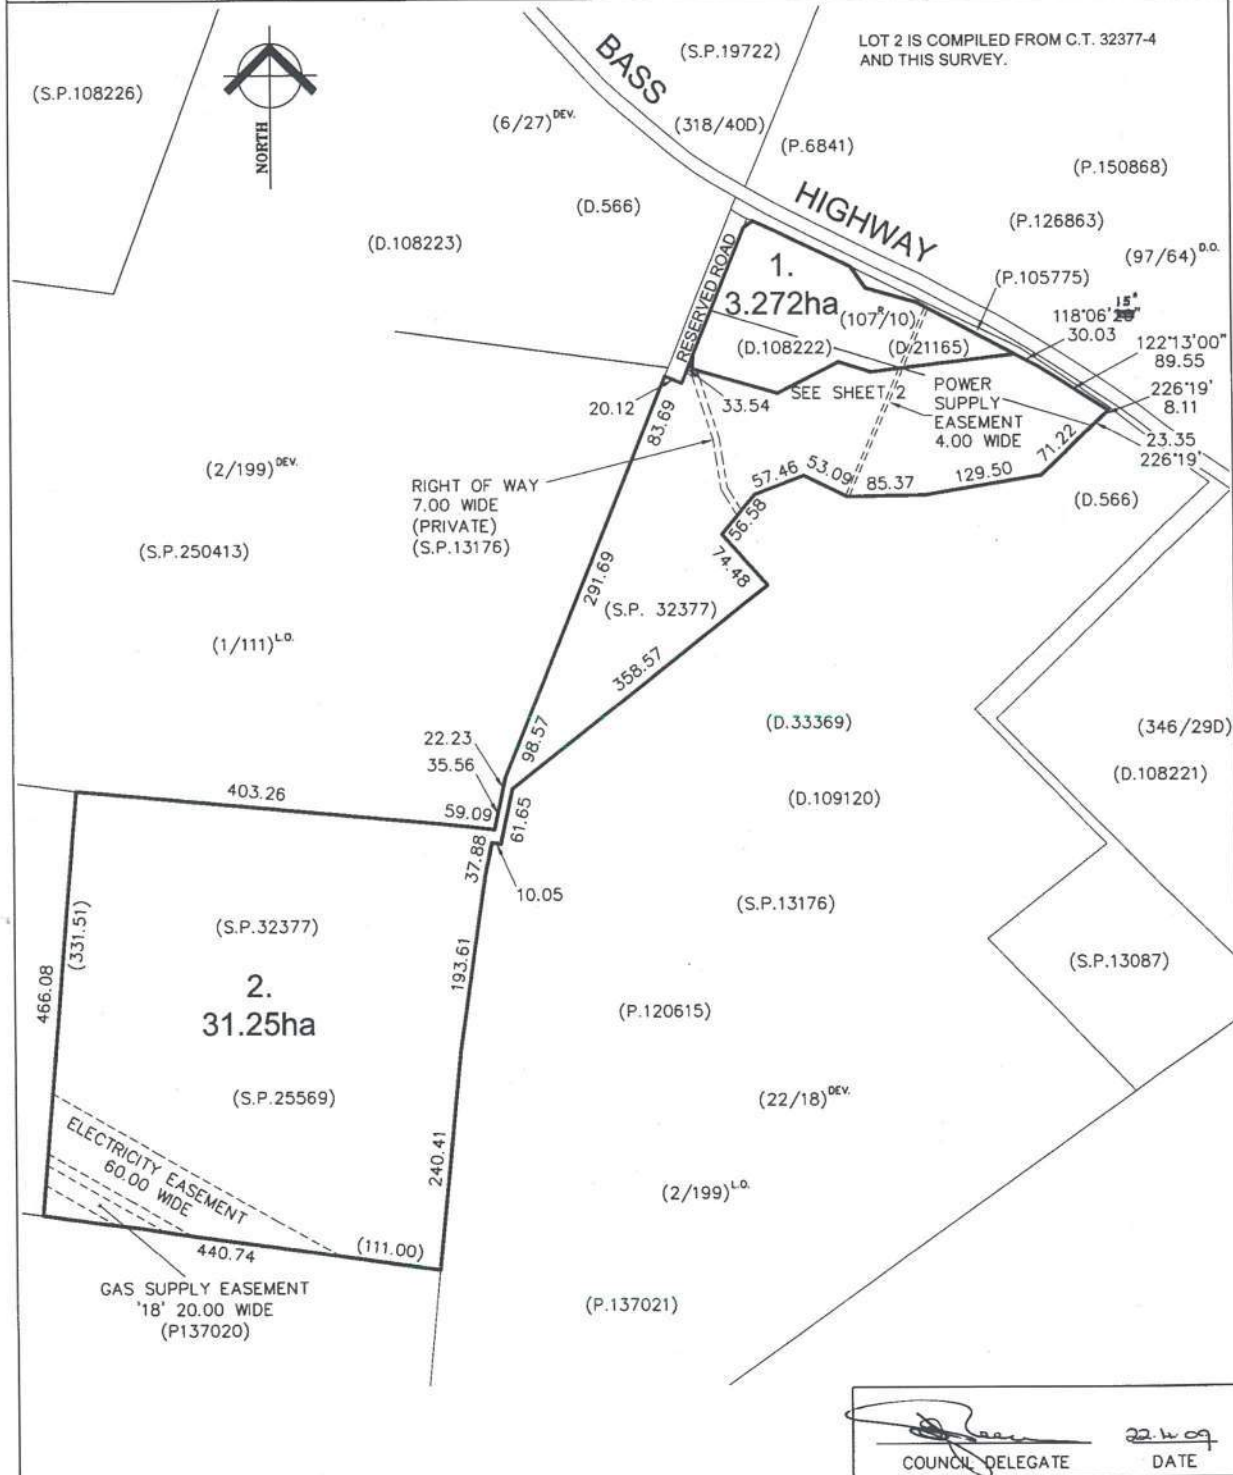 LOT 2 IS COMPILED FROM C.T. 32377-4
AND THIS SURVEY.
(S.P.108226)
NORTH
BASS
HIGHWAY
(S.P.19722)
(6/27) DEV.
(318/40D)
(P.6841)
(P.150868)
(D.566)
(D.108223)
(P.126863)
(97/64) D.O.
(P.105775)
RESERVED ROAD
1.
3.272ha
(107R/10)
(D.108222)
(D.21165)
118°06'15"
30.03
122°13'00"
89.55
226°19'
8.11
23.35
226°19'
71.22
20.12
83.69
33.54
SEE SHEET 2
POWER
SUPPLY
EASEMENT
4.00 WIDE
(2/199) DEV.
RIGHT OF WAY
7.00 WIDE
(PRIVATE)
(S.P.13176)
57.46
53.09
85.37
129.50
(D.566)
56.58
74.48
(S.P.250413)
291.69
(S.P. 32377)
(1/111) L.O.
358.57
98.57
22.23
35.56
(D.33369)
(346/29D)
(D.108221)
(D.109120)
403.26
59.09
61.65
37.88
10.05
(S.P.13176)
(S.P.32377)
(331.51)
466.08
2.
31.25ha
193.61
(S.P.13087)
(P.120615)
(S.P.25569)
(22/18) DEV.
ELECTRICITY EASEMENT
60.00 WIDE
240.41
(2/199) L.O.
440.74
(111.00)
GAS SUPPLY EASEMENT
'18' 20.00 WIDE
(P137020)
(P.137021)
COUNCIL DELEGATE
DATE